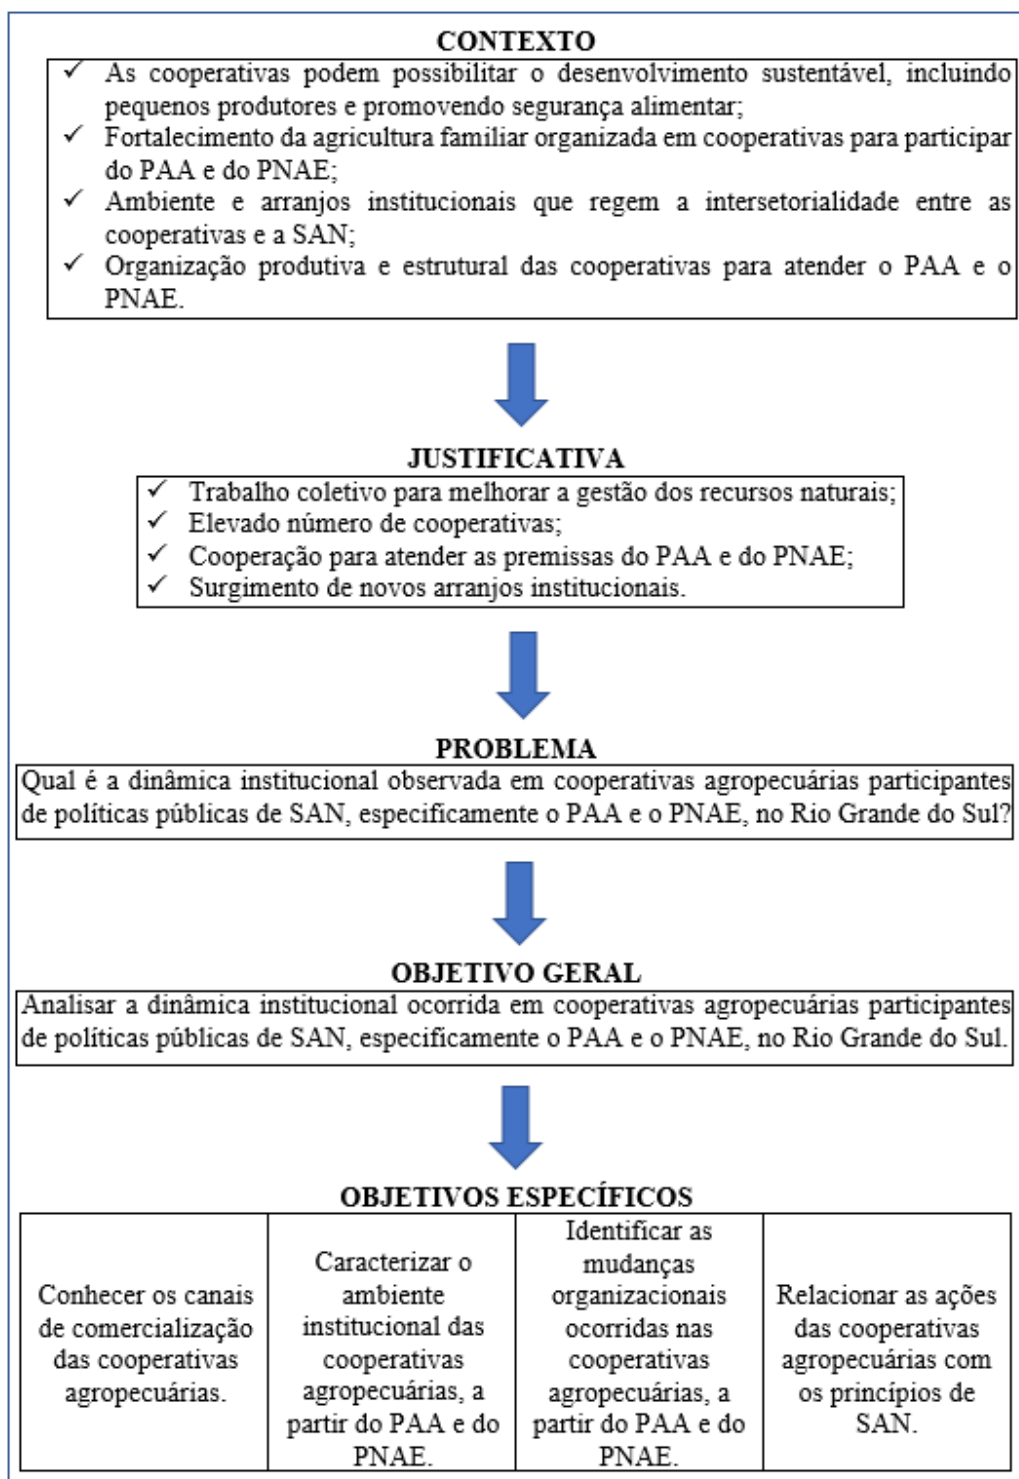 CONTEXTO
✓ As cooperativas podem possibilitar o desenvolvimento sustentável, incluindo
pequenos produtores e promovendo segurança alimentar;
✓ Fortalecimento da agricultura familiar organizada em cooperativas para participar
do PAA e do PNAE;
✓ Ambiente e arranjos institucionais que regem a intersetorialidade entre as
cooperativas e a SAN;
✓ Organização produtiva e estrutural das cooperativas para atender o PAA e o
PNAE.
JUSTIFICATIVA
✓ Trabalho coletivo para melhorar a gestão dos recursos naturais;
✓ Elevado número de cooperativas;
✓ Cooperação para atender as premissas do PAA e do PNAE;
✓ Surgimento de novos arranjos institucionais.
PROBLEMA
Qual é a dinâmica institucional observada em cooperativas agropecuárias participantes
de políticas públicas de SAN, especificamente o PAA e o PNAE, no Rio Grande do Sul?
OBJETIVO GERAL
Analisar a dinâmica institucional ocorrida em cooperativas agropecuárias participantes
de políticas públicas de SAN, especificamente o PAA e o PNAE, no Rio Grande do Sul.
OBJETIVOS ESPECÍFICOS
Conhecer os canais
de comercialização
das cooperativas
agropecuárias.
Caracterizar o
ambiente
institucional das
cooperativas
agropecuárias, a
partir do PAA e do
PNAE.
Identificar as
mudanças
organizacionais
ocorridas nas
cooperativas
agropecuárias, a
partir do PAA e do
PNAE.
Relacionar as ações
das cooperativas
agropecuárias com
os princípios de
SAN.